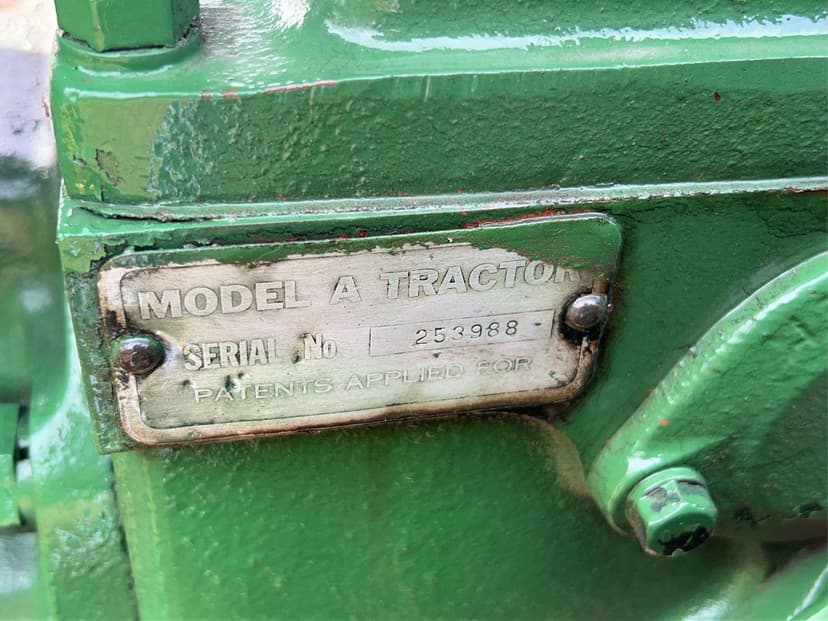 MODEL A TRACTOR
SERIAL No 253988
PATENTS APPLIED FOR